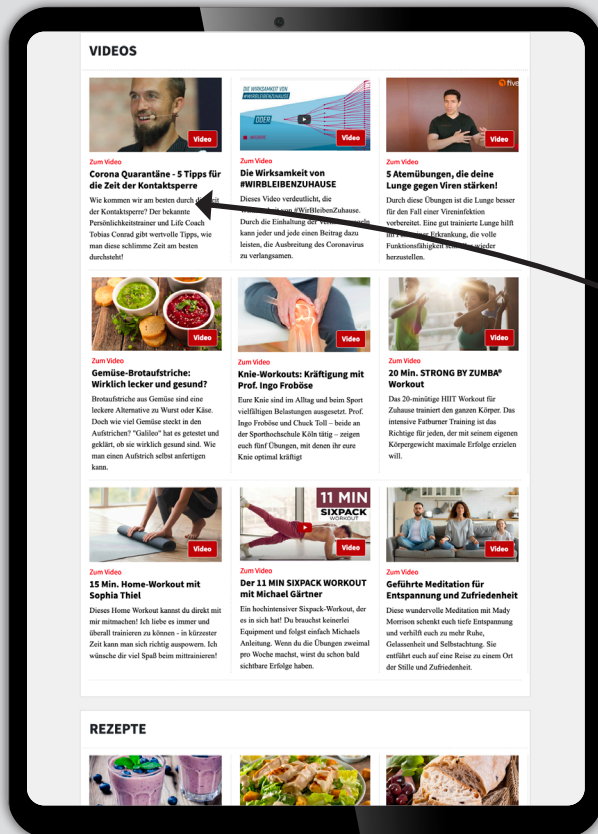 VIDEOS
Video
Zum Video
Corona Quarantäne - 5 Tipps für
die Zeit der Kontaktsperre
Wie kommen wir am besten durch die Zeit
der Kontaktsperre? Der bekannte
Persönlichkeitstrainer und Life Coach
Tobias Conrad gibt wertvolle Tipps, wie
man diese schlimme Zeit am besten
durchsteht!
DIE WIRKSAMKEIT VON
#WIRBLEIBENZUHAUSE
ODER
Video
Zum Video
Die Wirksamkeit von
#WIRBLEIBENZUHAUSE
Dieses Video verdeutlicht, die
von #WirBleibenZuhause.
Durch die Einhaltung der
kann jeder und jede einen Beitrag dazu
leisten, die Ausbreitung des Coronavirus
zu verlangsamen.
five
Video
Zum Video
5 Atemübungen, die deine
Lunge gegen Viren stärken!
Durch diese Übungen ist die Lunge besser
für den Fall einer Vireninfektion
vorbereitet. Eine gut trainierte Lunge hilft
im Erkrankung, die volle
Funktionsfähigkeit wieder
herzustellen.
Video
Zum Video
Gemüse-Brotaufstriche:
Wirklich lecker und gesund?
Brotaufstriche aus Gemüse sind eine
leckere Alternative zu Wurst oder Käse.
Doch wie viel Gemüse steckt in den
Aufstrichen? "Galileo" hat es getestet und
geklärt, ob sie wirklich gesund sind. Wie
man einen Aufstrich selbst anfertigen
kann.
Video
Zum Video
Knie-Workouts: Kräftigung mit
Prof. Ingo Froböse
Eure Knie sind im Alltag und beim Sport
vielfältigen Belastungen ausgesetzt. Prof.
Ingo Froböse und Chuck Toll – beide an
der Sporthochschule Köln tätig – zeigen
euch fünf Übungen, mit denen ihr eure
Knie optimal kräftigt
Video
Zum Video
20 Min. STRONG BY ZUMBA®
Workout
Das 20-minütige HIIT Workout für
Zuhause trainiert den ganzen Körper. Das
intensive Fatburner Training ist das
Richtige für jeden, der mit seinem eigenen
Körpergewicht maximale Erfolge erzielen
will.
Video
Zum Video
15 Min. Home-Workout mit
Sophia Thiel
Dieses Home Workout kannst du direkt mit
mir mitmachen! Ich liebe es immer und
überall trainieren zu können - in kürzester
Zeit kann man sich richtig auspowern. Ich
wünsche dir viel Spaß beim mittrainieren!
11 MIN
SIXPACK
WORKOUT
Video
Zum Video
Der 11 MIN SIXPACK WORKOUT
mit Michael Gärtner
Ein hochintensiver Sixpack-Workout, der
es in sich hat! Du brauchst keinerlei
Equipment und folgst einfach Michaels
Anleitung. Wenn du die Übungen zweimal
pro Woche machst, wirst du schon bald
sichtbare Erfolge haben.
Video
Zum Video
Geführte Meditation für
Entspannung und Zufriedenheit
Diese wundervolle Meditation mit Mady
Morrison schenkt euch tiefe Entspannung
und verhilft euch zu mehr Ruhe,
Gelassenheit und Selbstachtung. Sie
entführt euch auf eine Reise zu einem Ort
der Stille und Zufriedenheit.
REZEPTE